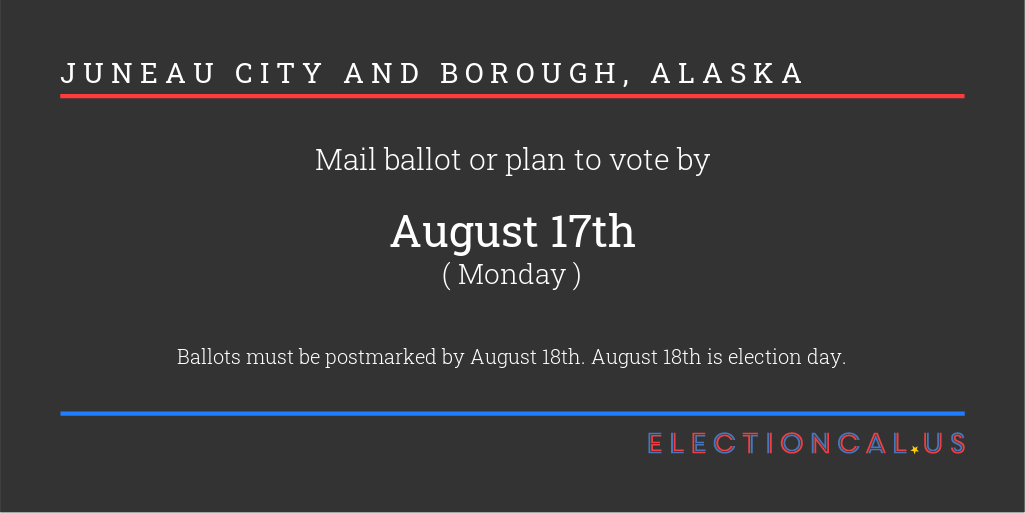 JUNEAU CITY AND BOROUGH, ALASKA
Mail ballot or plan to vote by
August 17th
( Monday )
Ballots must be postmarked by August 18th. August 18th is election day.
ELECTIONCAL.US